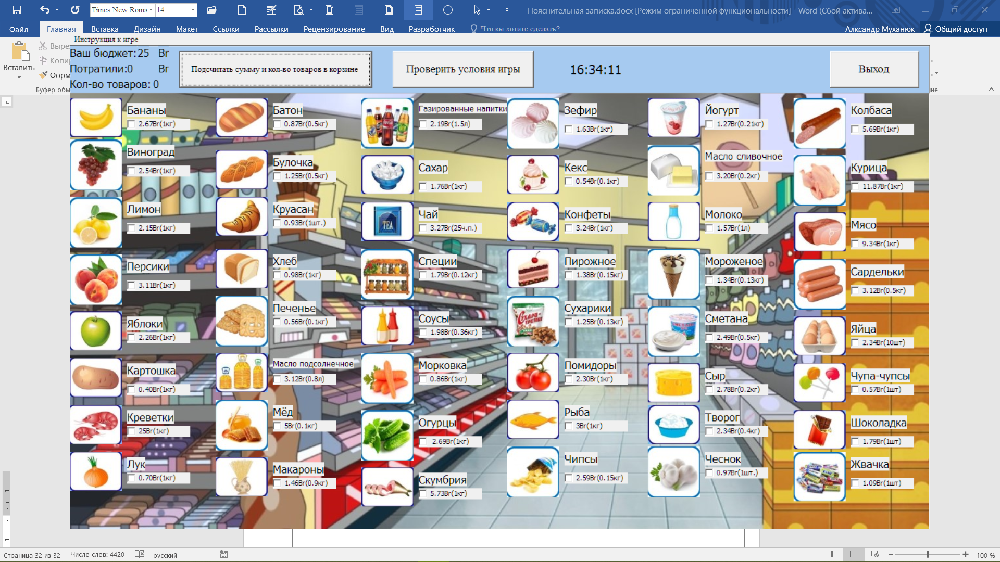 Times New Roma
14
Пояснительная записка.docx [Режим ограниченной функциональности] - Word (Сбой актива...
Файл
Главная
Вставка
Дизайн
Макет
Ссылки
Рассылки
Рецензирование
Вид
Разработчик
Что вы хотите сделать?
Алксандр Муханюк
Общий доступ
Вставить
Выре
Копи
Форм
Буфер обм
Инструкция к игре
Ваш бюджет:25 Br
Потратили:0 Br
Кол-во товаров: 0
Подсчитать сумму и кол-во товаров в корзине
Проверить условия игры
16:34:11
Выход
Бананы
2.67Br(1кг)
Виноград
2.54Br(1кг)
Лимон
2.15Br(1кг)
Персики
3.11Br(1кг)
Яблоки
2.26Br(1кг)
Картошка
0.40Br(1кг)
Креветки
25Br(1кг)
Лук
0.70Br(1кг)
Батон
0.87Br(0.5кг)
Булочка
1.25Br(0.5кг)
Круасан
0.93Br(1шт.)
Хлеб
0.98Br(1кг)
Печенье
0.56Br(0.1кг)
Масло подсолнечное
3.12Br(0.8л)
Мёд
5Br(0.1кг)
Макароны
1.46Br(0.9кг)
Газированные напитки
2.19Br(1.5л)
Сахар
1.76Br(1кг)
TEA
Чай
3.27Br(25ч.п.)
Специи
1.79Br(0.12кг)
Соусы
1.98Br(0.36кг)
Морковка
0.86Br(1кг)
Огурцы
2.69Br(1кг)
Скумбрия
5.73Br(1кг)
Зефир
1.63Br(1кг)
Кекс
0.54Br(0.1кг)
Конфеты
3.24Br(1кг)
Пирожное
1.38Br(0.15кг)
Сухарики
1.25Br(0.13кг)
Помидоры
2.30Br(1кг)
Рыба
3Br(1кг)
Чипсы
2.59Br(0.15кг)
Йогурт
1.27Br(0.21кг)
Масло сливочное
3.20Br(0.2кг)
Молоко
1.57Br(1л)
Мороженое
1.34Br(0.13кг)
Сметана
2.49Br(0.5кг)
Сыр
2.78Br(0.2кг)
Творог
2.34Br(0.4кг)
Чеснок
0.97Br(1шт.)
Колбаса
5.69Br(1кг)
Курица
11.87Br(1кг)
Мясо
9.34Br(1кг)
Сардельки
3.12Br(0.5кг)
Яйца
2.34Br(10шт)
Чупа-чупсы
0.57Br(1шт)
Шоколадка
1.79Br(1шт)
Жвачка
1.09Br(1шт)
Страница 32 из 32
Число слов: 4420
русский
100 %